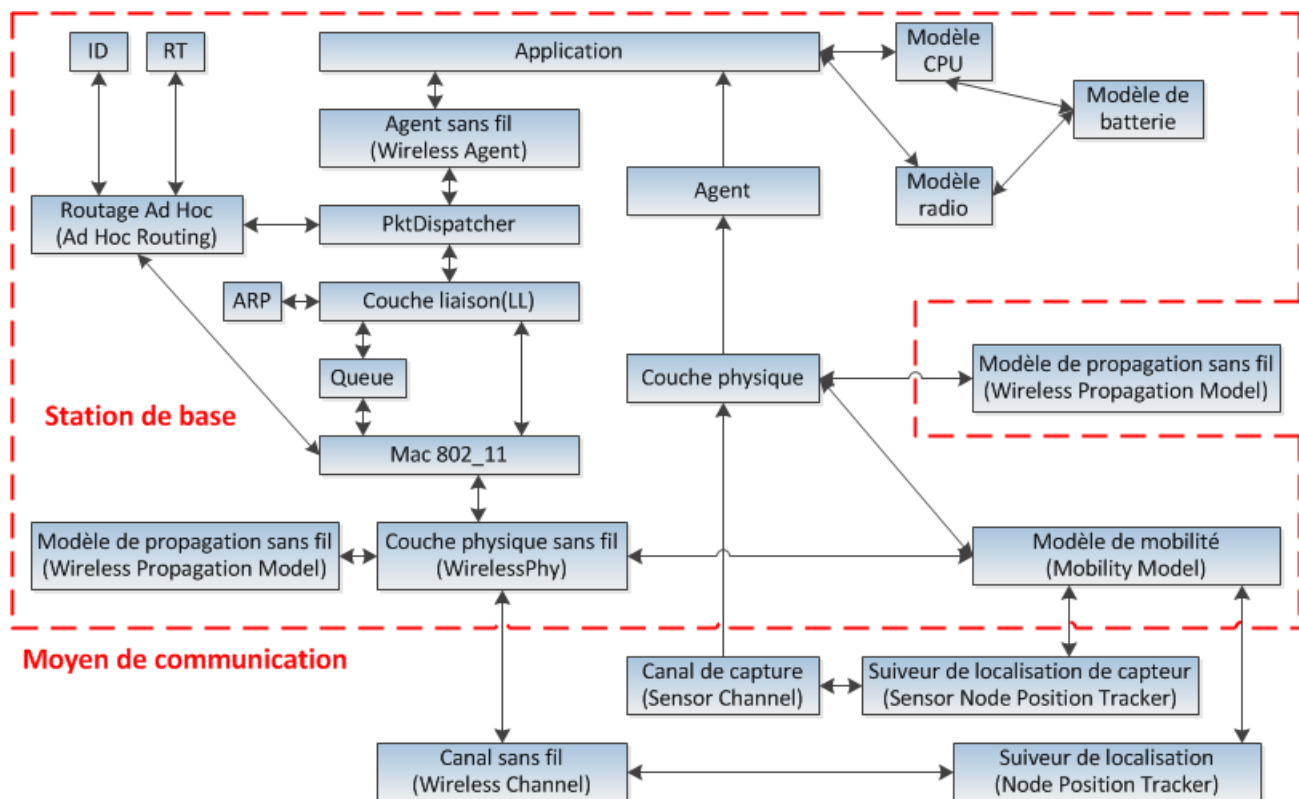 ID
RT
Application
Modèle
CPU
Modèle de
batterie
Agent sans fil
(Wireless Agent)
Agent
Modèle
radio
Routage Ad Hoc
(Ad Hoc Routing)
PktDispatcher
ARP
Couche liaison(LL)
Queue
Couche physique
Modèle de propagation sans fil
(Wireless Propagation Model)
Station de base
Mac 802_11
Modèle de propagation sans fil
(Wireless Propagation Model)
Couche physique sans fil
(WirelessPhy)
Modèle de mobilité
(Mobility Model)
Moyen de communication
Canal de capture
(Sensor Channel)
Suiveur de localisation de capteur
(Sensor Node Position Tracker)
Canal sans fil
(Wireless Channel)
Suiveur de localisation
(Node Position Tracker)